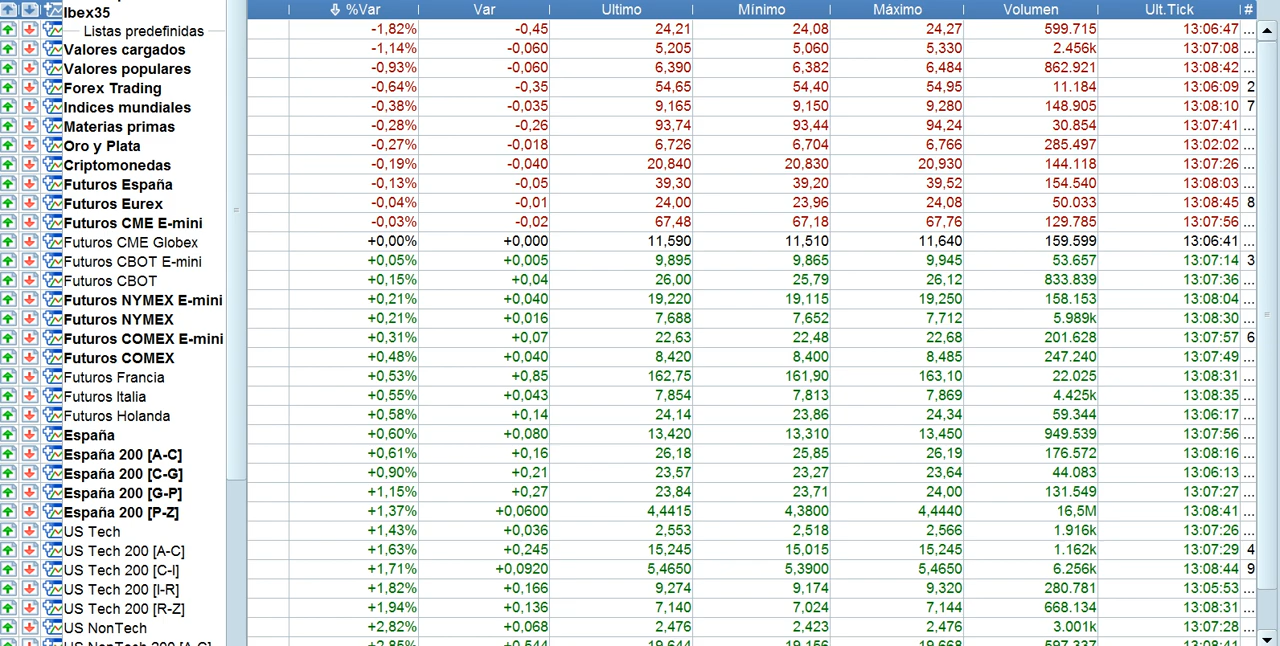 %Var Var Ultimo Mínimo Máximo Volumen Ult.Tick #
Ibex35
Listas predefinidas
Valores cargados
Valores populares
Forex Trading
Indices mundiales
Materias primas
Oro y Plata
Criptomonedas
Futuros España
Futuros Eurex
Futuros CME E-mini
Futuros CME Globex
Futuros CBOT E-mini
Futuros CBOT
Futuros NYMEX E-mini
Futuros NYMEX
Futuros COMEX E-mini
Futuros COMEX
Futuros Francia
Futuros Italia
Futuros Holanda
España
España 200 [A-C]
España 200 [C-G]
España 200 [G-P]
España 200 [P-Z]
US Tech
US Tech 200 [A-C]
US Tech 200 [C-I]
US Tech 200 [I-R]
US Tech 200 [R-Z]
US NonTech
US NonTech 200 [A-C]
-1,82% -0,45 24,21 24,08 24,27 599.715 13:06:47 ...
-1,14% -0,060 5,205 5,060 5,330 2.456k 13:07:08 ...
-0,93% -0,060 6,390 6,382 6,484 862.921 13:08:42 ...
-0,64% -0,35 54,65 54,40 54,95 11.184 13:06:09 2
-0,38% -0,035 9,165 9,150 9,280 148.905 13:08:10 7
-0,28% -0,26 93,74 93,44 94,24 30.854 13:07:41 ...
-0,27% -0,018 6,726 6,704 6,766 285.497 13:02:02 ...
-0,19% -0,040 20,840 20,830 20,930 144.118 13:07:26 ...
-0,13% -0,05 39,30 39,20 39,52 154.540 13:08:03 ...
-0,04% -0,01 24,00 23,96 24,08 50.033 13:08:45 8
-0,03% -0,02 67,48 67,18 67,76 129.785 13:07:56 ...
+0,00% +0,000 11,590 11,510 11,640 159.599 13:06:41 ...
+0,05% +0,005 9,895 9,865 9,945 53.657 13:07:14 3
+0,15% +0,04 26,00 25,79 26,12 833.839 13:07:36 ...
+0,21% +0,040 19,220 19,115 19,250 158.153 13:08:04 ...
+0,21% +0,016 7,688 7,652 7,712 5.989k 13:08:30 ...
+0,31% +0,07 22,63 22,48 22,68 201.628 13:07:57 6
+0,48% +0,040 8,420 8,400 8,485 247.240 13:07:49 ...
+0,53% +0,85 162,75 161,90 163,10 22.025 13:08:31 ...
+0,55% +0,043 7,854 7,813 7,869 4.425k 13:08:35 ...
+0,58% +0,14 24,14 23,86 24,34 59.344 13:06:17 ...
+0,60% +0,080 13,420 13,310 13,450 949.539 13:07:56 ...
+0,61% +0,16 26,18 25,85 26,19 176.572 13:08:16 ...
+0,90% +0,21 23,57 23,27 23,64 44.083 13:06:13 ...
+1,15% +0,27 23,84 23,71 24,00 131.549 13:07:27 ...
+1,37% +0,0600 4,4415 4,3800 4,4440 16,5M 13:08:41 ...
+1,43% +0,036 2,553 2,518 2,566 1.916k 13:07:26 ...
+1,63% +0,245 15,245 15,015 15,245 1.162k 13:07:29 4
+1,71% +0,0920 5,4650 5,3900 5,4650 6.256k 13:08:44 9
+1,82% +0,166 9,274 9,174 9,320 280.781 13:05:53 ...
+1,94% +0,136 7,140 7,024 7,144 668.134 13:08:31 ...
+2,82% +0,068 2,476 2,423 2,476 3.001k 13:07:28 ...
+2,85% +0,544 19,644 19,156 19,668 597.337 13:08:41 ...